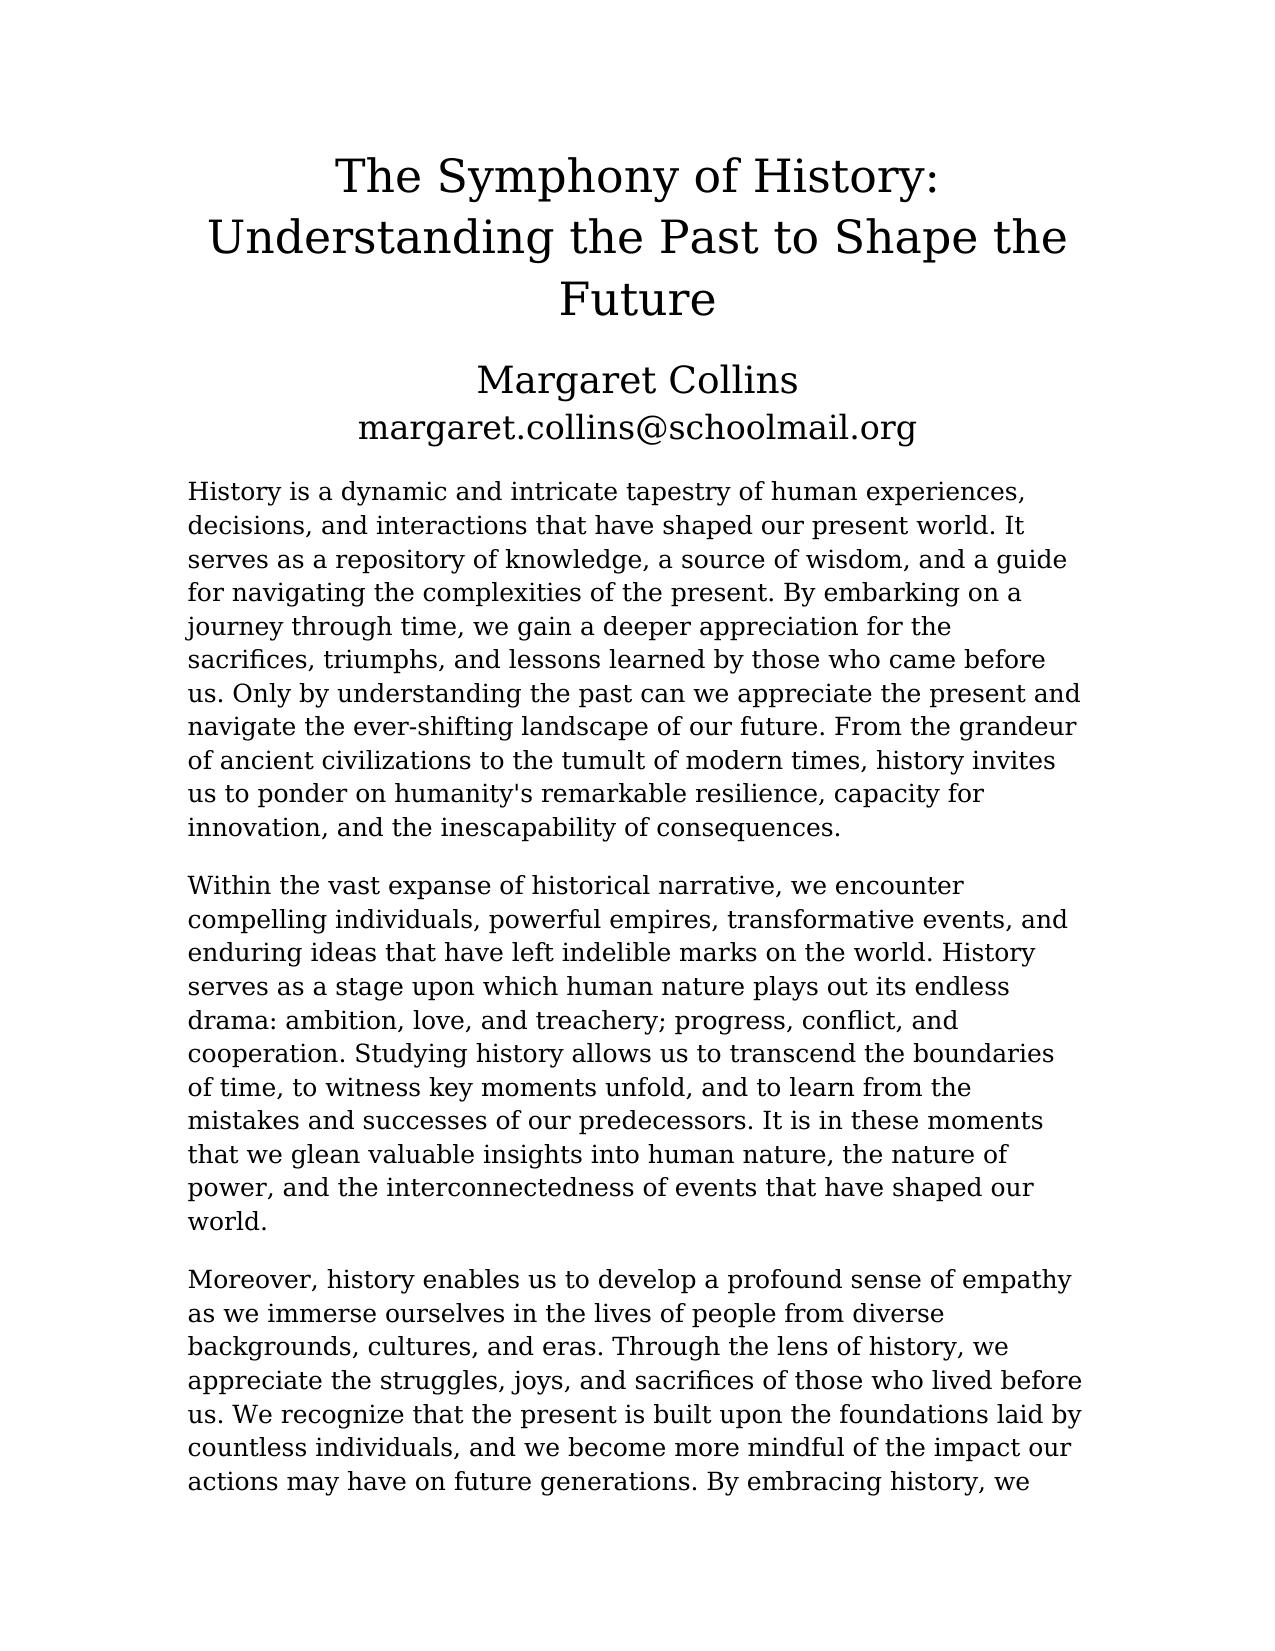 The Symphony of History:
Understanding the Past to Shape the
Future
Margaret Collins
margaret.collins@schoolmail.org
History is a dynamic and intricate tapestry of human experiences,
decisions, and interactions that have shaped our present world. It
serves as a repository of knowledge, a source of wisdom, and a guide
for navigating the complexities of the present. By embarking on a
journey through time, we gain a deeper appreciation for the
sacrifices, triumphs, and lessons learned by those who came before
us. Only by understanding the past can we appreciate the present and
navigate the ever-shifting landscape of our future. From the grandeur
of ancient civilizations to the tumult of modern times, history invites
us to ponder on humanity's remarkable resilience, capacity for
innovation, and the inescapability of consequences.
Within the vast expanse of historical narrative, we encounter
compelling individuals, powerful empires, transformative events, and
enduring ideas that have left indelible marks on the world. History
serves as a stage upon which human nature plays out its endless
drama: ambition, love, and treachery; progress, conflict, and
cooperation. Studying history allows us to transcend the boundaries
of time, to witness key moments unfold, and to learn from the
mistakes and successes of our predecessors. It is in these moments
that we glean valuable insights into human nature, the nature of
power, and the interconnectedness of events that have shaped our
world.
Moreover, history enables us to develop a profound sense of empathy
as we immerse ourselves in the lives of people from diverse
backgrounds, cultures, and eras. Through the lens of history, we
appreciate the struggles, joys, and sacrifices of those who lived before
us. We recognize that the present is built upon the foundations laid by
countless individuals, and we become more mindful of the impact our
actions may have on future generations. By embracing history, we